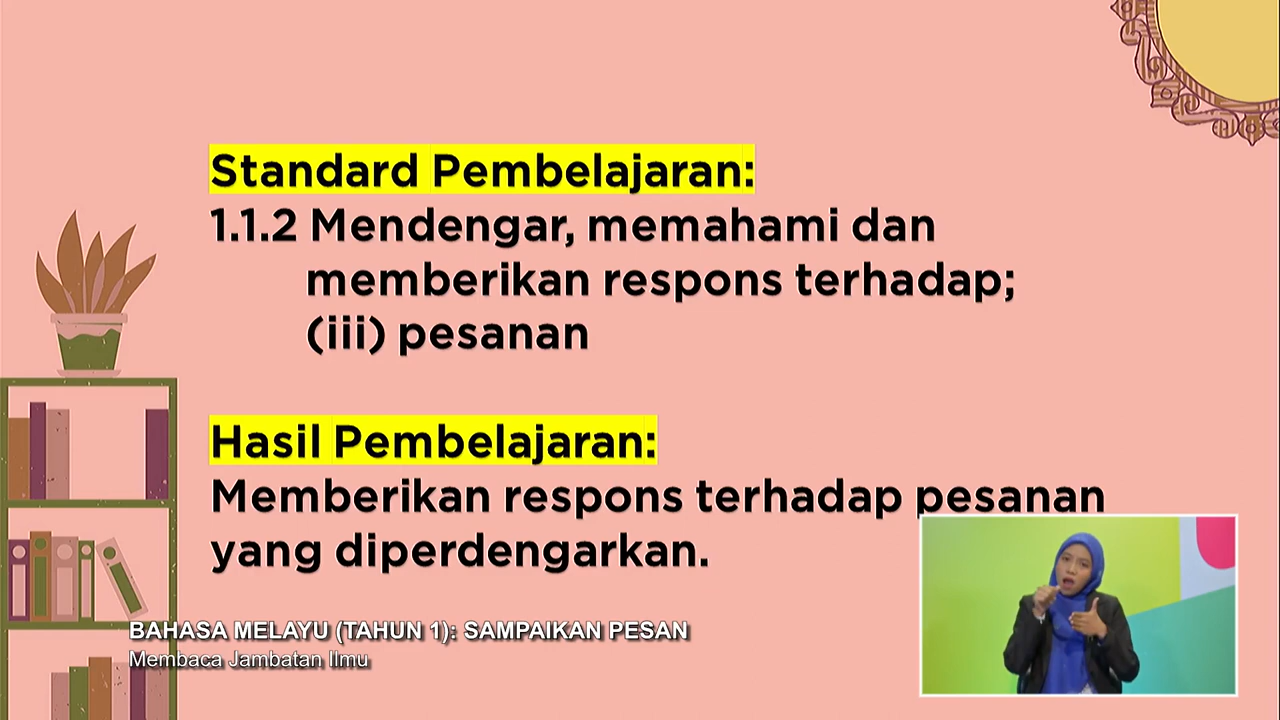 Standard Pembelajaran:
1.1.2 Mendengar, memahami dan
memberikan respons terhadap;
(iii) pesanan
Hasil Pembelajaran:
Memberikan respons terhadap pesanan
yang diperdengarkan.
BAHASA MELAYU (TAHUN 1): SAMPAIKAN PESAN
Membaca Jambatan Ilmu